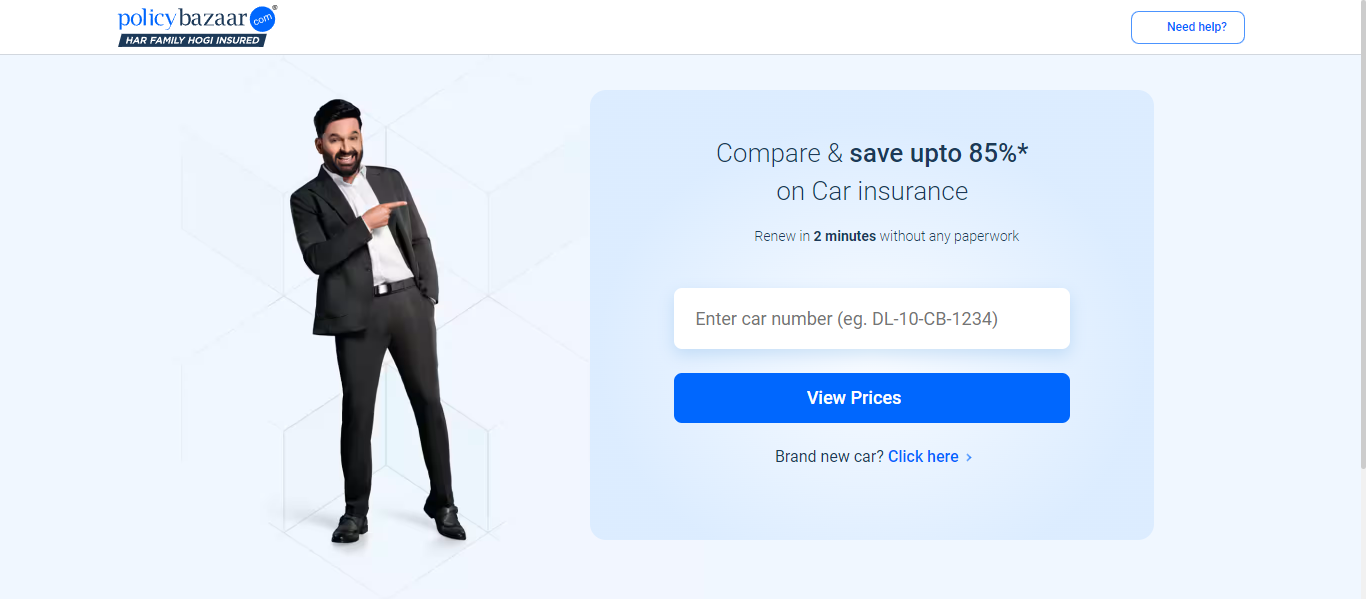 policybazaar.com®
HAR FAMILY HOGI INSURED
Need help?
Compare & save upto 85%*
on Car insurance
Renew in 2 minutes without any paperwork
Enter car number (eg. DL-10-CB-1234)
View Prices
Brand new car? Click here >